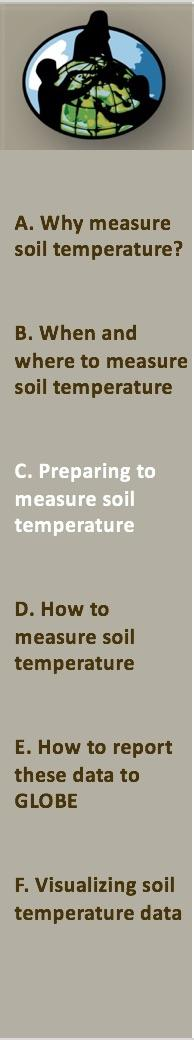 A. Why measure
soil temperature?
B. When and
where to measure
soil temperature
C. Preparing to
measure soil
temperature
D. How to
measure soil
temperature
E. How to report
these data to
GLOBE
F. Visualizing soil
temperature data